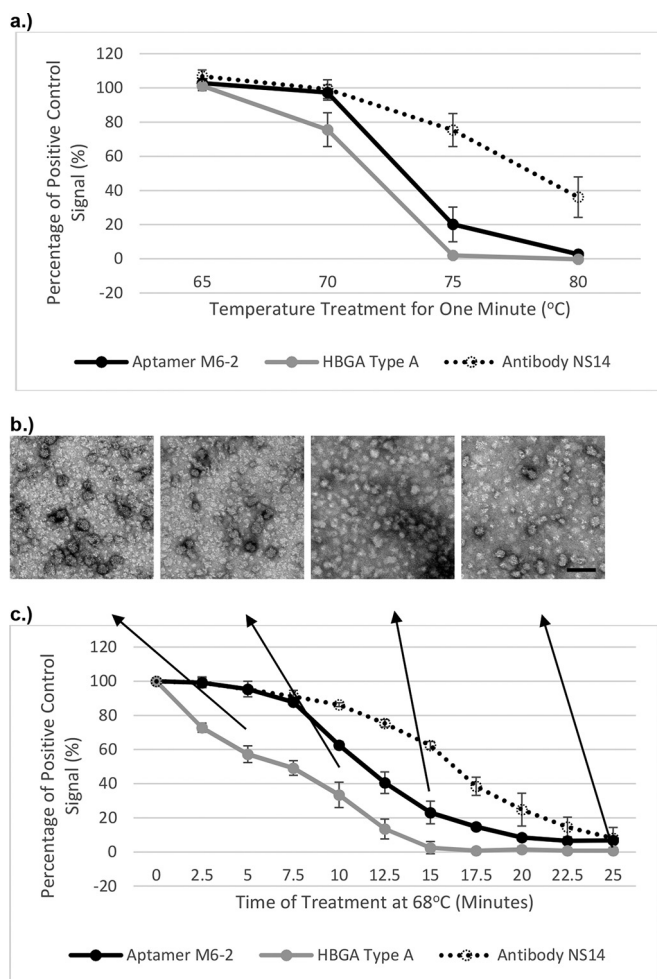 a.)
120
100
80
60
40
20
0
-20
Percentage of Positive Control
Signal (%)
65 70 75 80
Temperature Treatment for One Minute (ºC)
Aptamer M6-2 HBGA Type A Antibody NS14
b.)
c.)
120
100
80
60
40
20
0
-20
Percentage of Positive Control
Signal (%)
0 2.5 5 7.5 10 12.5 15 17.5 20 22.5 25
Time of Treatment at 68ºC (Minutes)
Aptamer M6-2 HBGA Type A Antibody NS14